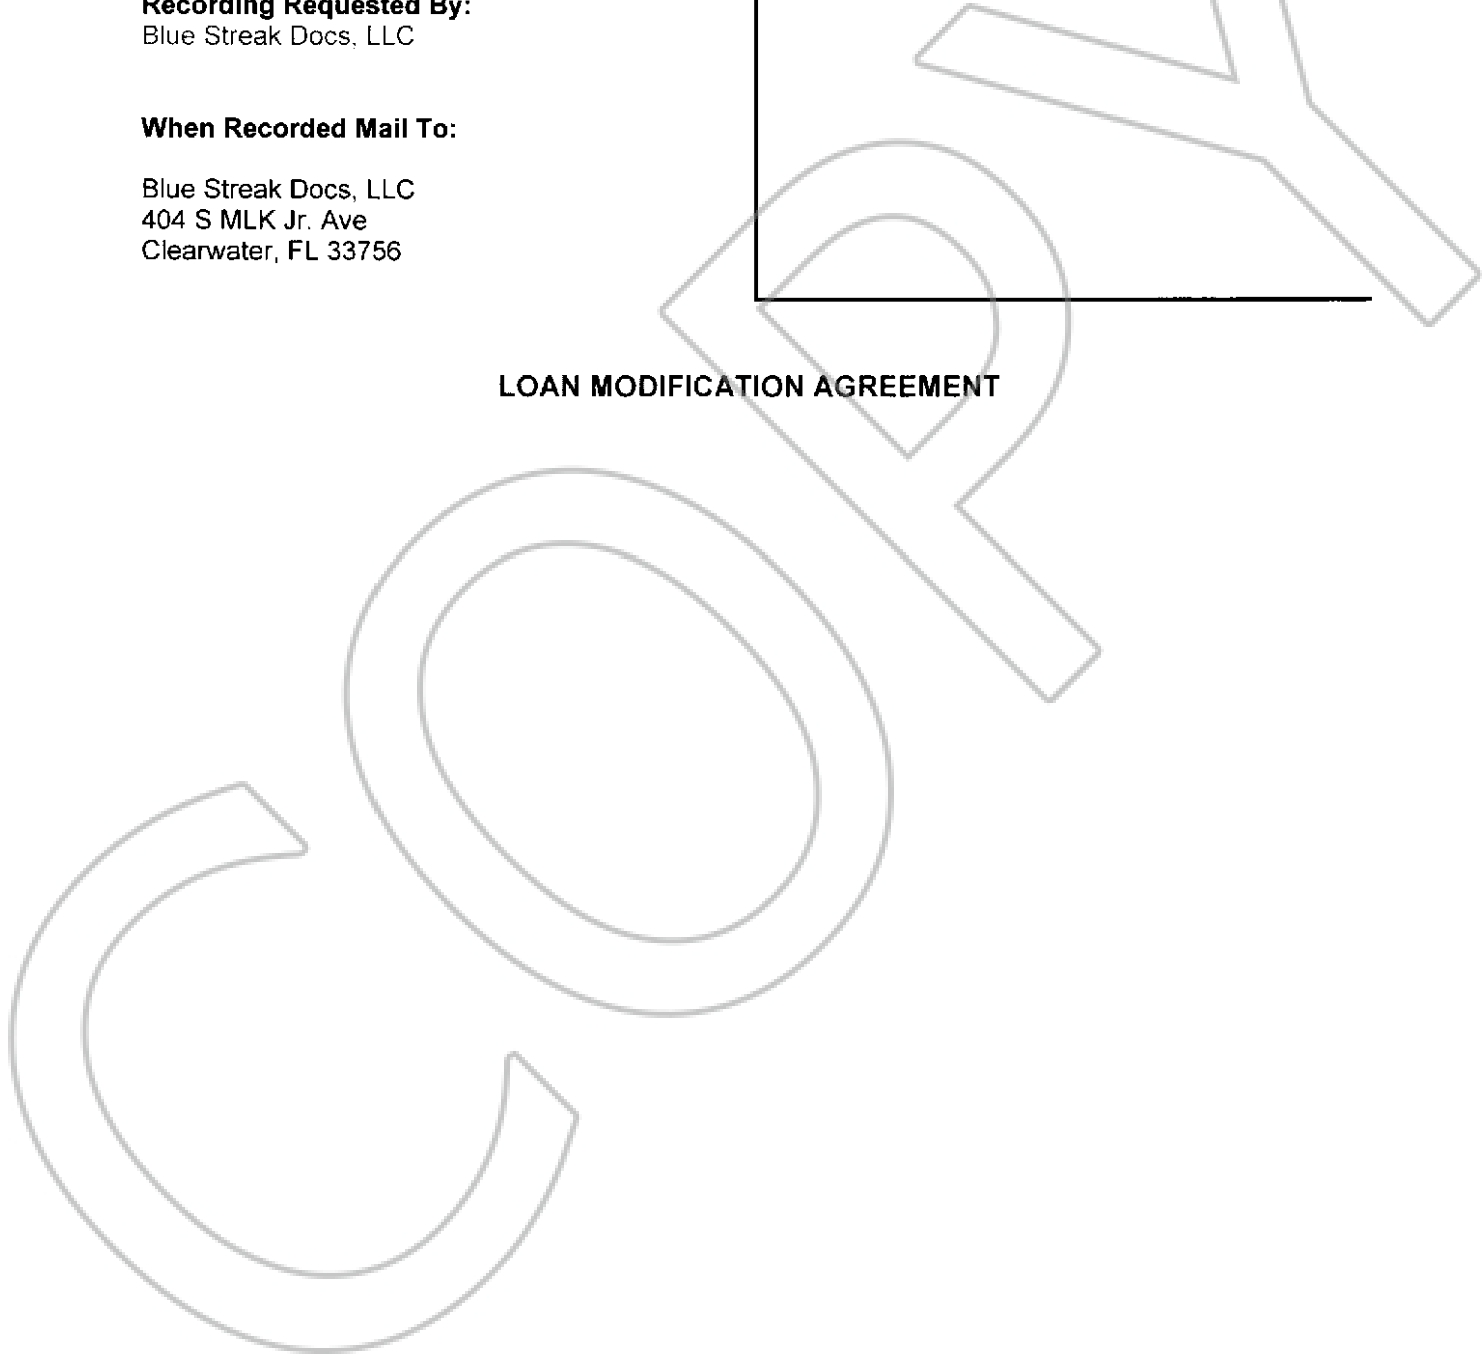 Recording Requested By:
Blue Streak Docs, LLC
When Recorded Mail To:
Blue Streak Docs, LLC
404 S MLK Jr. Ave
Clearwater, FL 33756
LOAN MODIFICATION AGREEMENT
COPY